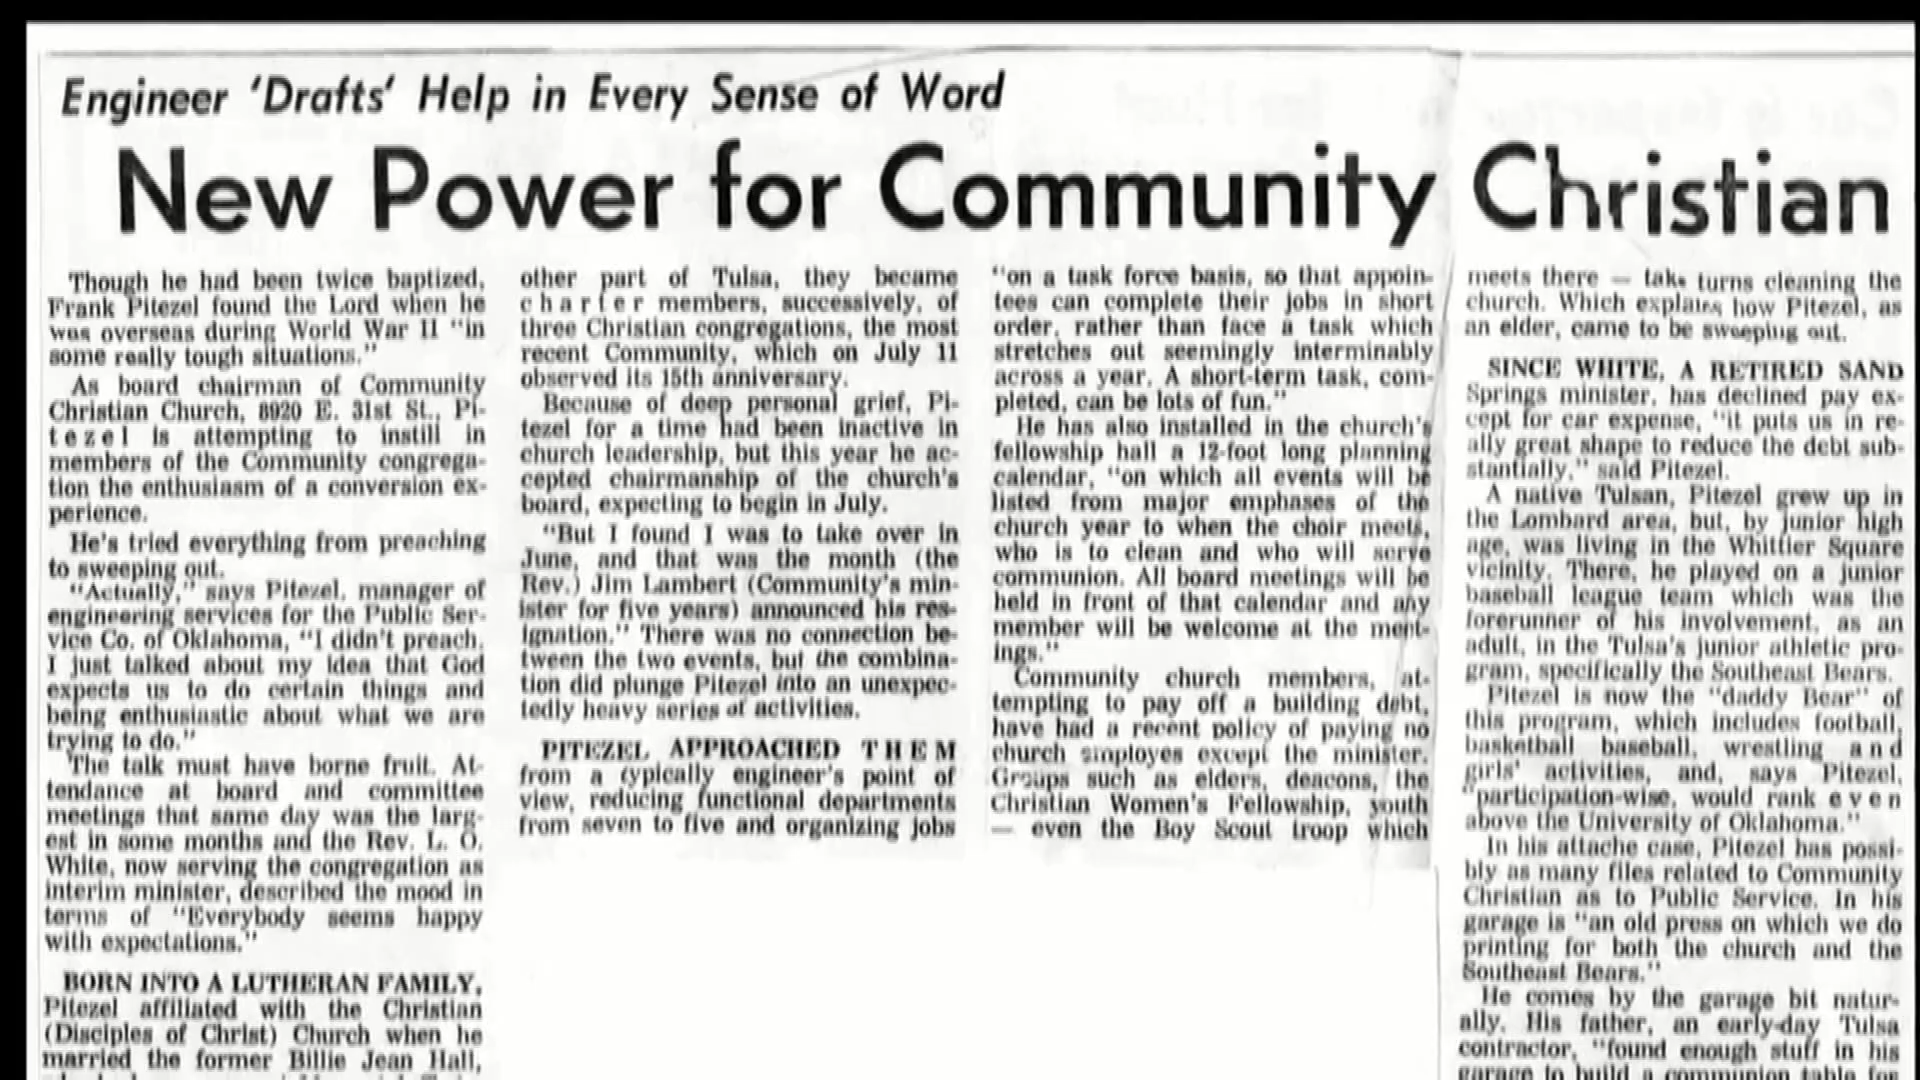 Engineer 'Drafts' Help in Every Sense of Word
New Power for Community Christian
Though he had been twice baptized,
Frank Pitezel found the Lord when he
was overseas during World War II "in
some really tough situations."
As board chairman of Community
Christian Church, 8920 E. 31st St., Pi-
tezel is attempting to instill in
members of the Community congrega-
tion the enthusiasm of a conversion ex-
perience.
He's tried everything from preaching
to sweeping out.
"Actually," says Pitezel, manager of
engineering services for the Public Ser-
vice Co. of Oklahoma, "I didn't preach.
I just talked about my idea that God
expects us to do certain things and
being enthusiastic about what we are
trying to do."
The talk must have borne fruit. At-
tendance at board and committee
meetings that same day was the larg-
est in some months and the Rev. L. O.
White, now serving the congregation as
interim minister, described the mood in
terms of "Everybody seems happy
with expectations."
BORN INTO A LUTHERAN FAMILY,
Pitezel affiliated with the Christian
(Disciples of Christ) Church when he
married the former Billie Jean Hall,
other part of Tulsa, they became
charter members, successively, of
three Christian congregations, the most
recent Community, which on July 11
observed its 15th anniversary.
Because of deep personal grief, Pi-
tezel for a time had been inactive in
church leadership, but this year he ac-
cepted chairmanship of the church's
board, expecting to begin in July.
"But I found I was to take over in
June, and that was the month (the
Rev.) Jim Lambert (Community's min-
ister for five years) announced his res-
ignation." There was no connection be-
tween the two events, but the combina-
tion did plunge Pitezel into an unexpec-
tedly heavy series of activities.
PITEZEL APPROACHED THEM
from a typically engineer's point of
view, reducing functional departments
from seven to five and organizing jobs
"on a task force basis, so that appoin-
tees can complete their jobs in short
order, rather than face a task which
stretches out seemingly interminably
across a year. A short-term task, com-
pleted, can be lots of fun."
He has also installed in the church's
fellowship hall a 12-foot long planning
calendar, "on which all events will be
listed from major emphases of the
church year to when the choir meets,
who is to clean and who will serve
communion. All board meetings will be
held in front of that calendar and any
member will be welcome at the meet-
ings."
Community church members, at-
tempting to pay off a building debt,
have had a recent policy of paying no
church employes except the minister.
Groups such as elders, deacons, the
Christian Women's Fellowship, youth
— even the Boy Scout troop which
meets there — take turns cleaning the
church. Which explains how Pitezel, as
an elder, came to be sweeping out.
SINCE WHITE, A RETIRED SAND
Springs minister, has declined pay ex-
cept for car expense, "it puts us in re-
ally great shape to reduce the debt sub-
stantially," said Pitezel.
A native Tulsan, Pitezel grew up in
the Lombard area, but, by junior high
age, was living in the Whittier Square
vicinity. There, he played on a junior
baseball league team which was the
forerunner of his involvement, as an
adult, in the Tulsa's junior athletic pro-
gram, specifically the Southeast Bears.
Pitezel is now the "daddy Bear" of
this program, which includes football,
basketball baseball, wrestling and
girls' activities, and, says Pitezel,
"participation-wise, would rank even
above the University of Oklahoma."
In his attache case, Pitezel has possi-
bly as many files related to Community
Christian as to Public Service. In his
garage is "an old press on which we do
printing for both the church and the
Southeast Bears."
He comes by the garage bit natur-
ally. His father, an early-day Tulsa
contractor, "found enough stuff in his
garage to build a communion table for